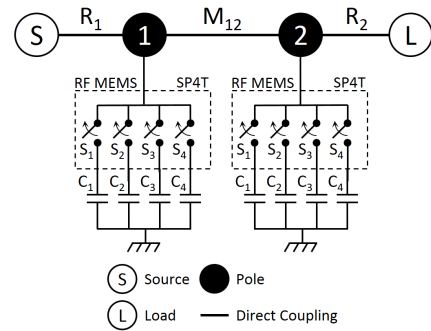 R1 M12 R2
S 1 2 L
RF MEMS SP4T RF MEMS SP4T
S1 S2 S3 S4 S1 S2 S3 S4
C1 C2 C3 C4 C1 C2 C3 C4
S Source Pole
L Load Direct Coupling